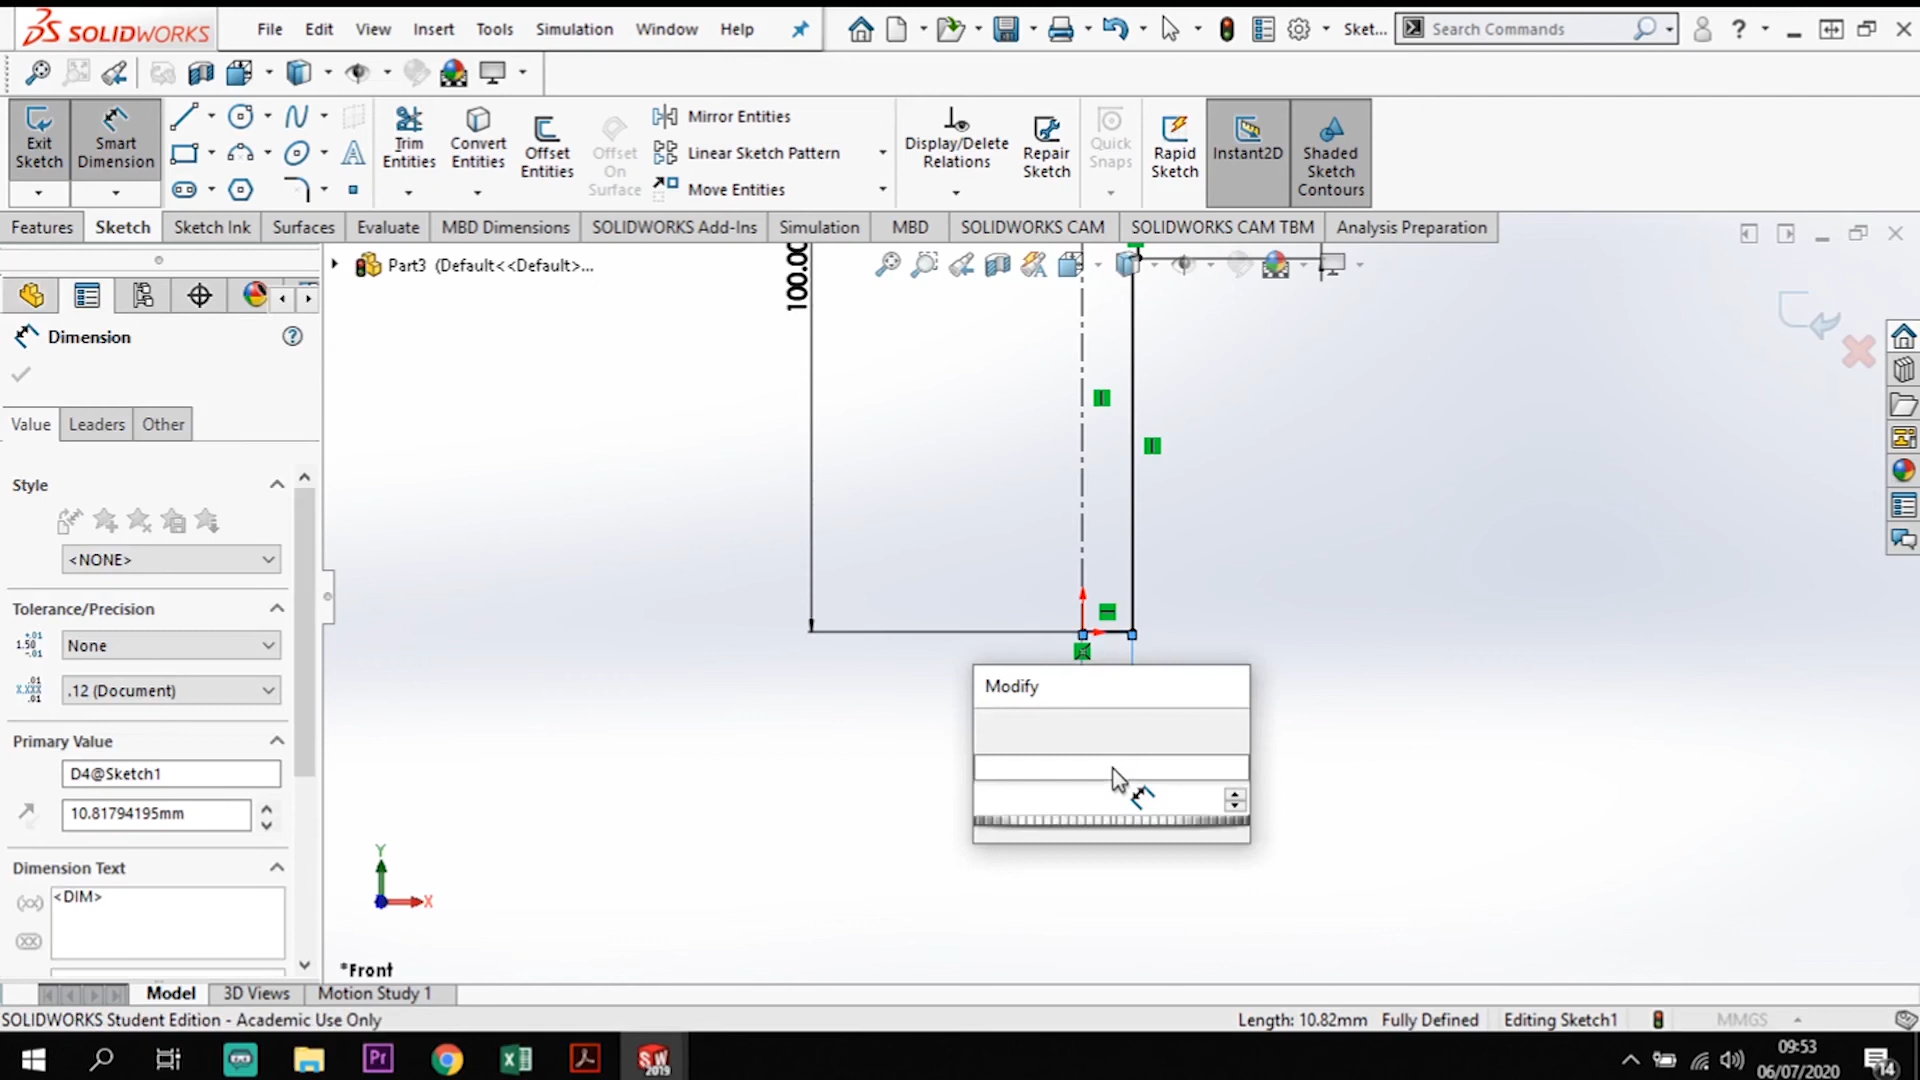 SOLIDWORKS File Edit View Insert Tools Simulation Window Help Sket... Search Commands ?
Exit Sketch
Smart Dimension
Trim Entities
Convert Entities
Offset Entities
Offset On Surface
Mirror Entities
Linear Sketch Pattern
Move Entities
Display/Delete Relations
Repair Sketch
Quick Snaps
Rapid Sketch
Instant2D
Shaded Sketch Contours
Features Sketch Sketch Ink Surfaces Evaluate MBD Dimensions SOLIDWORKS Add-Ins Simulation MBD SOLIDWORKS CAM SOLIDWORKS CAM TBM Analysis Preparation
Part3 (Default<<Default>...
100.00
Dimension
Value Leaders Other
Style
<NONE>
Tolerance/Precision
None
.12 (Document)
Primary Value
D4@Sketch1
10.81794195mm
Dimension Text
<DIM>
Modify
Y
X
*Front
Model 3D Views Motion Study 1
SOLIDWORKS Student Edition - Academic Use Only Length: 10.82mm Fully Defined Editing Sketch1 MMGS
Pr
SW 2019
09:53
06/07/2020
14